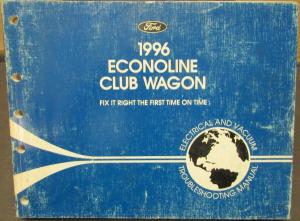 Ford
1996
ECONOLINE
CLUB WAGON
FIX IT RIGHT THE FIRST TIME ON TIME
ELECTRICAL AND VACUUM
TROUBLESHOOTING MANUAL